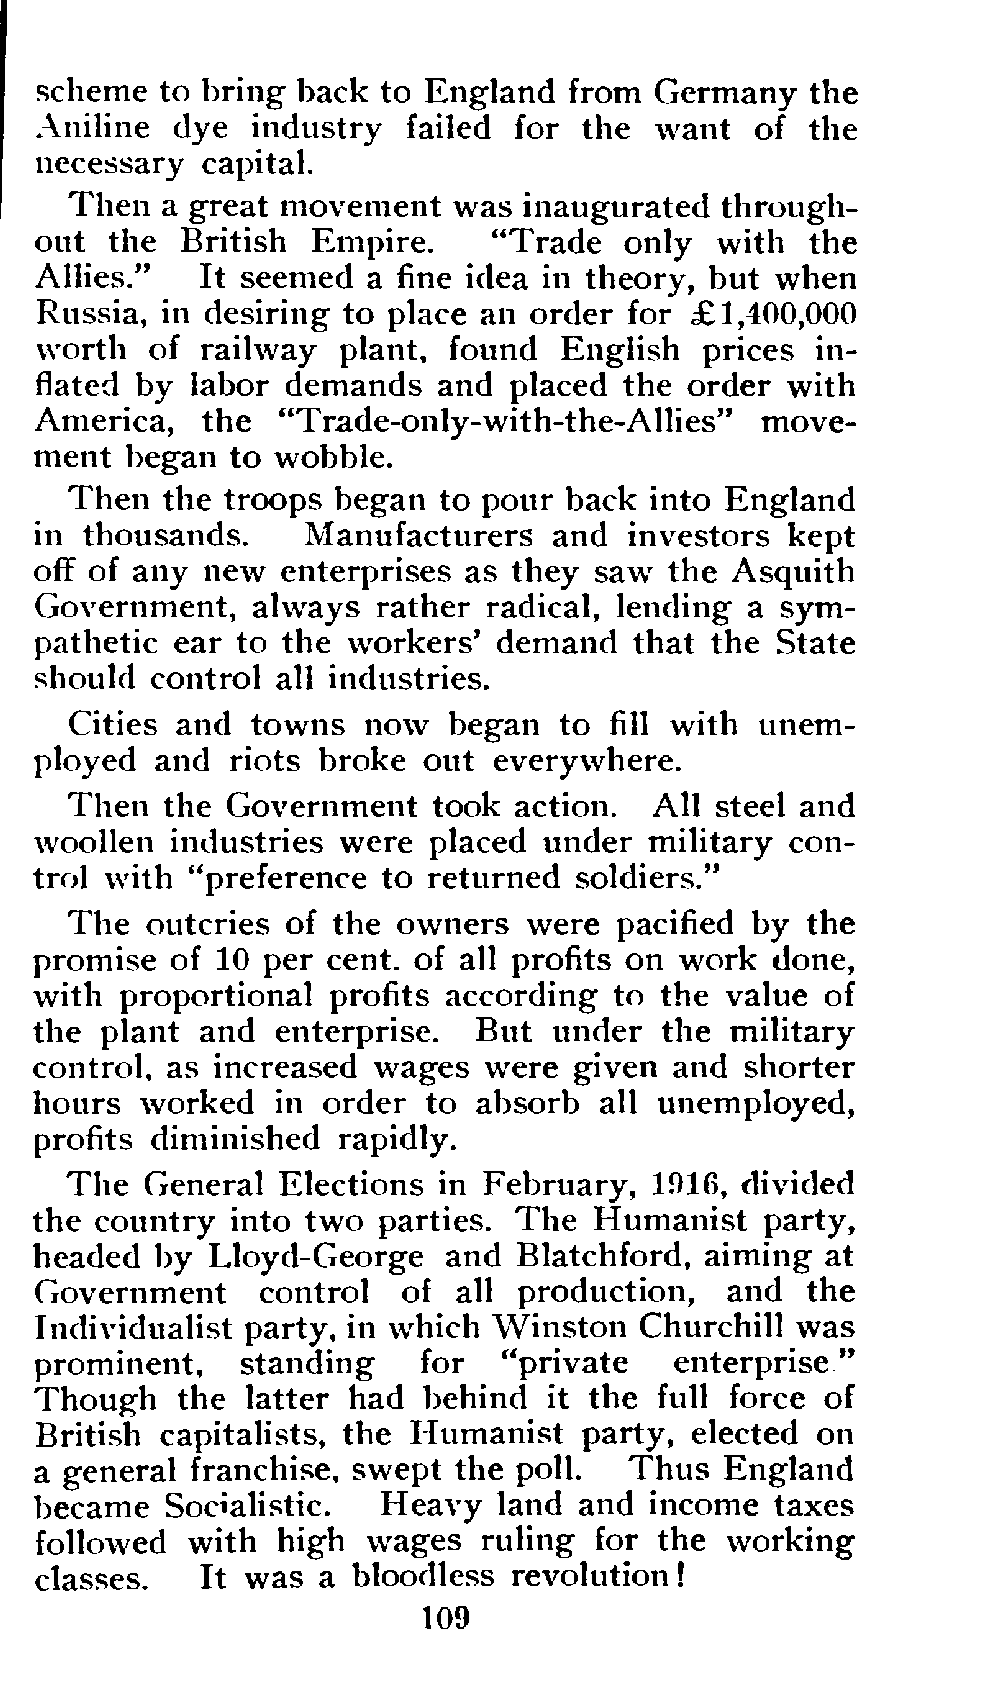 scheme to bring back to England from Germany the
Aniline dye industry failed for the want of the
necessary capital.
Then a great movement was inaugurated through-
out the British Empire. “Trade only with the
Allies.” It seemed a fine idea in theory, but when
Russia, in desiring to place an order for £1,400,000
worth of railway plant, found English prices in-
flated by labor demands and placed the order with
America, the “Trade-only-with-the-Allies” move-
ment began to wobble.
Then the troops began to pour back into England
in thousands. Manufacturers and investors kept
off of any new enterprises as they saw the Asquith
Government, always rather radical, lending a sym-
pathetic ear to the workers’ demand that the State
should control all industries.
Cities and towns now began to fill with unem-
ployed and riots broke out everywhere.
Then the Government took action. All steel and
woollen industries were placed under military con-
trol with “preference to returned soldiers.”
The outcries of the owners were pacified by the
promise of 10 per cent. of all profits on work done,
with proportional profits according to the value of
the plant and enterprise. But under the military
control, as increased wages were given and shorter
hours worked in order to absorb all unemployed,
profits diminished rapidly.
The General Elections in February, 1916, divided
the country into two parties. The Humanist party,
headed by Lloyd-George and Blatchford, aiming at
Government control of all production, and the
Individualist party, in which Winston Churchill was
prominent, standing for “private enterprise.”
Though the latter had behind it the full force of
British capitalists, the Humanist party, elected on
a general franchise, swept the poll. Thus England
became Socialistic. Heavy land and income taxes
followed with high wages ruling for the working
classes. It was a bloodless revolution!
109